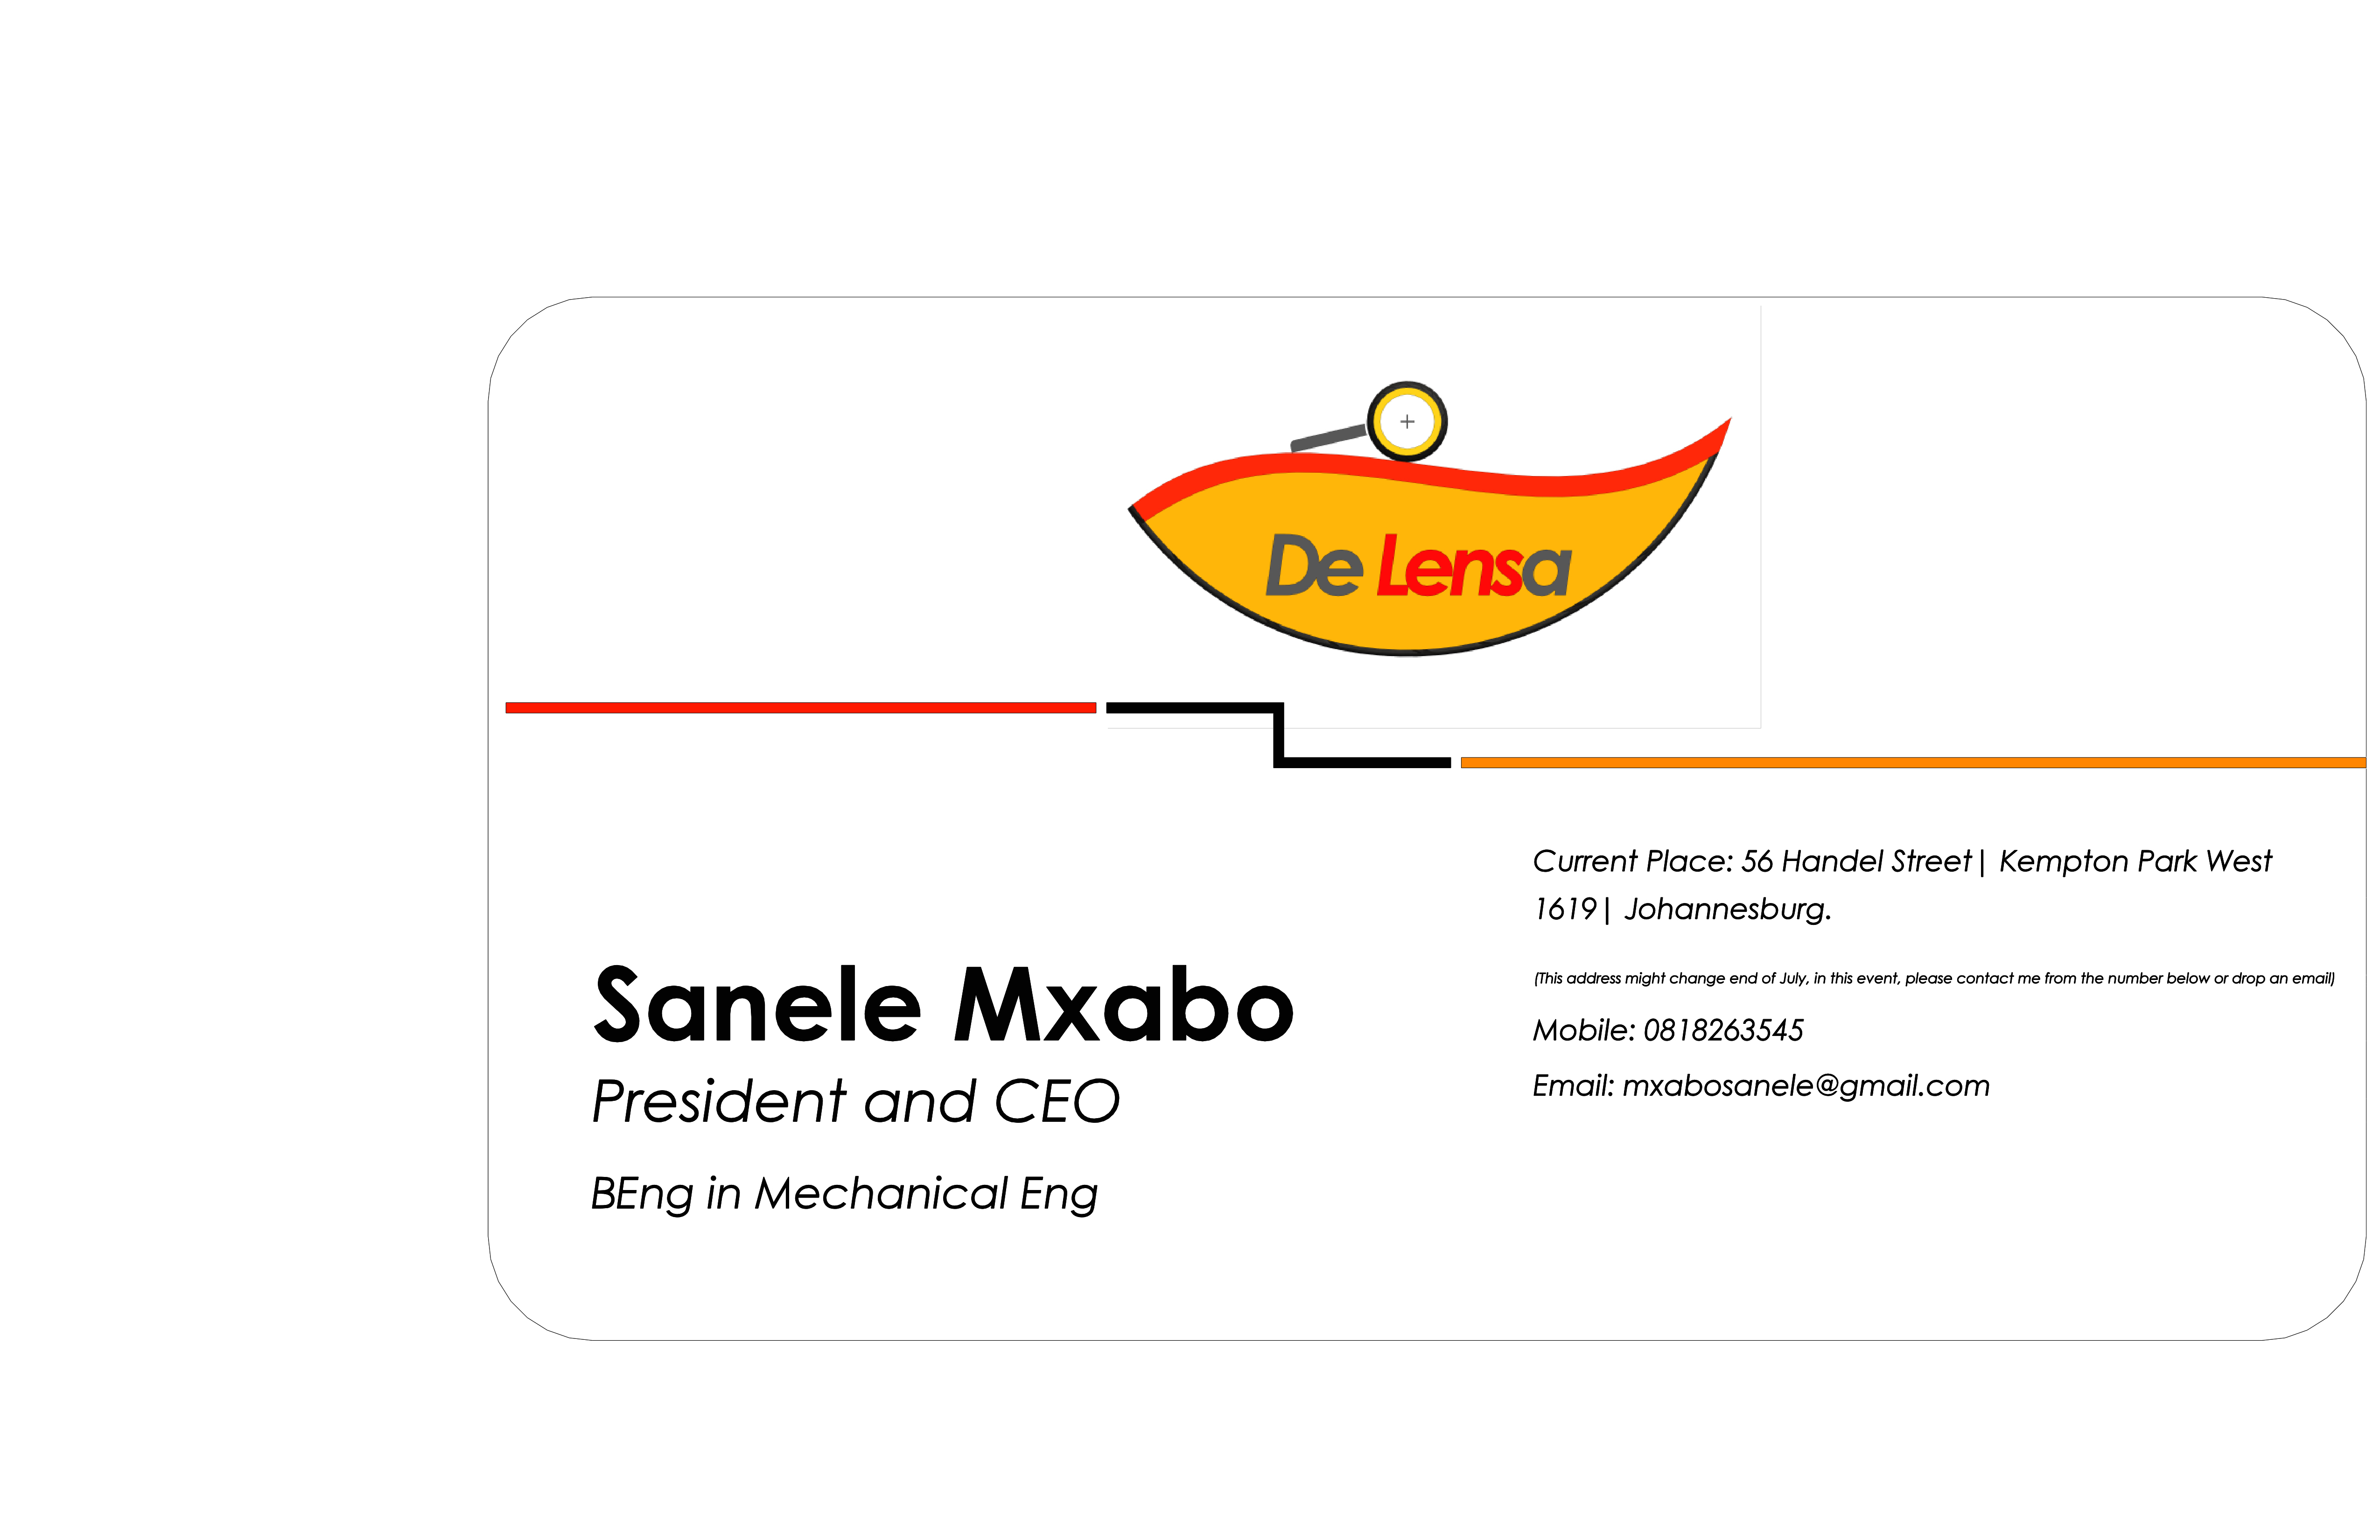 De Lensa
Sanele Mxabo
President and CEO
BEng in Mechanical Eng
Current Place: 56 Handel Street| Kempton Park West
1619| Johannesburg.
(This address might change end of July, in this event, please contact me from the number below or drop an email)
Mobile: 0818263545
Email: mxabosanele@gmail.com